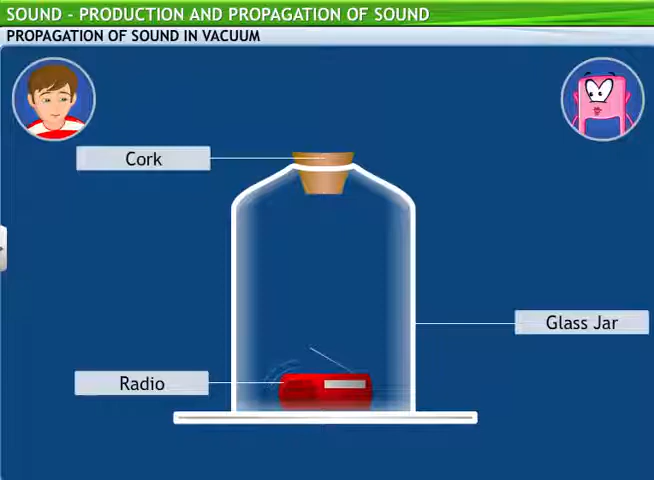 SOUND - PRODUCTION AND PROPAGATION OF SOUND
PROPAGATION OF SOUND IN VACUUM
Cork
Glass Jar
Radio